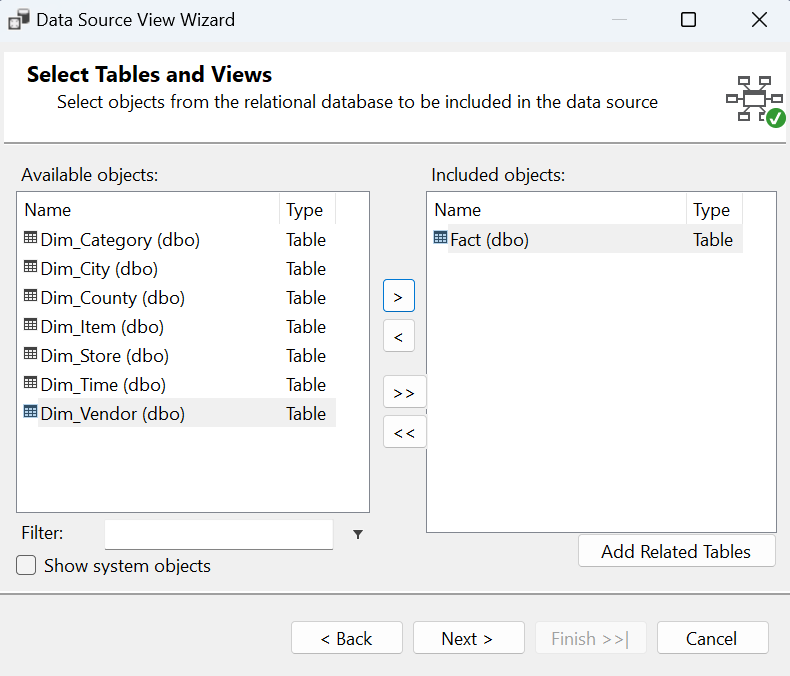 Data Source View Wizard
Select Tables and Views
Select objects from the relational database to be included in the data source
Available objects:
Name Type
Dim_Category (dbo) Table
Dim_City (dbo) Table
Dim_County (dbo) Table
Dim_Item (dbo) Table
Dim_Store (dbo) Table
Dim_Time (dbo) Table
Dim_Vendor (dbo) Table
Filter:
Show system objects
>
<
>>
<<
Included objects:
Name Type
Fact (dbo) Table
Add Related Tables
< Back
Next >
Finish >>|
Cancel